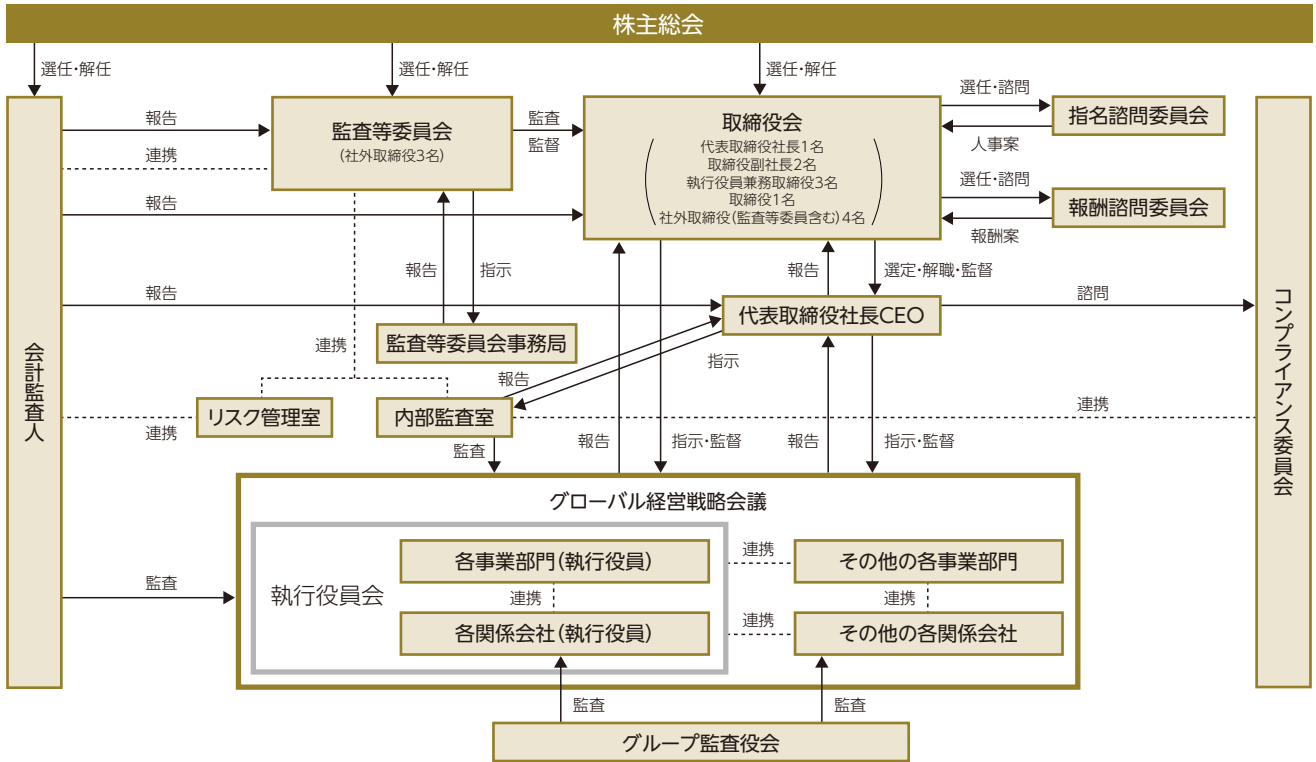 株主総会
選任・解任
選任・解任
選任・解任
会計監査人
報告
連携
報告
報告
連携
監査
監査等委員会
(社外取締役3名)
監査
監督
取締役会
代表取締役社長1名
取締役副社長2名
執行役員兼務取締役3名
取締役1名
社外取締役(監査等委員含む)4名
選任・諮問
人事案
指名諮問委員会
選任・諮問
報酬案
報酬諮問委員会
報告
指示
報告
選定・解職・監督
監査等委員会事務局
代表取締役社長CEO
諮問
コンプライアンス委員会
連携
報告
指示
リスク管理室
内部監査室
連携
監査
報告
指示・監督
報告
指示・監督
グローバル経営戦略会議
執行役員会
各事業部門(執行役員)
連携
その他の各事業部門
連携
連携
各関係会社(執行役員)
連携
その他の各関係会社
監査
監査
グループ監査役会